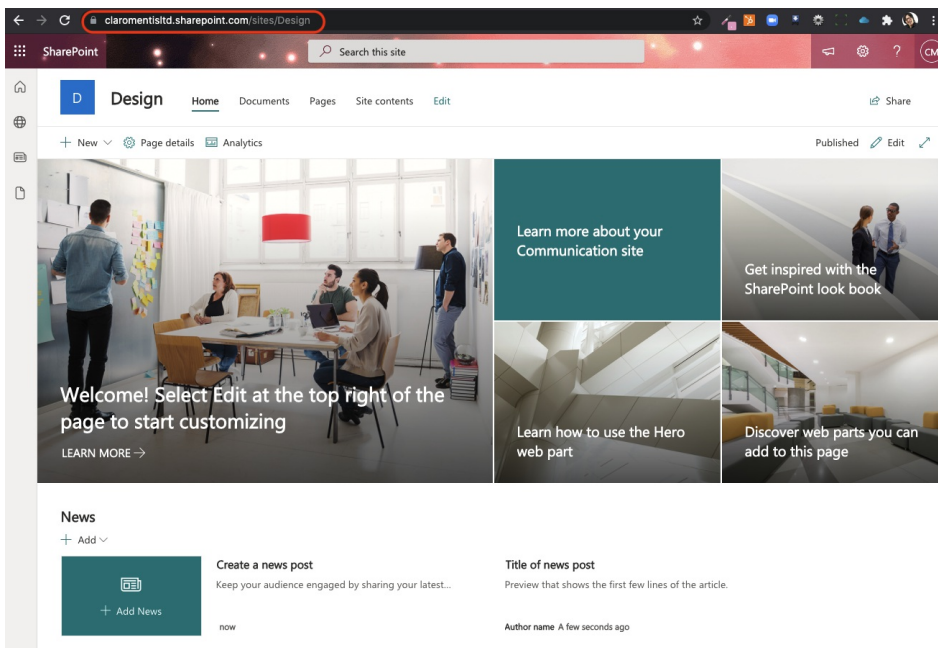 claromentisltd.sharepoint.com/sites/Design
SharePoint
Search this site
?
CM
D
Design
Home
Documents
Pages
Site contents
Edit
Share
+ New
Page details
Analytics
Published
Edit
Welcome! Select Edit at the top right of the
page to start customizing
LEARN MORE →
Learn more about your
Communication site
Get inspired with the
SharePoint look book
Learn how to use the Hero
web part
Discover web parts you can
add to this page
News
+ Add
+ Add News
Create a news post
Keep your audience engaged by sharing your latest...
now
Title of news post
Preview that shows the first few lines of the article.
Author name A few seconds ago